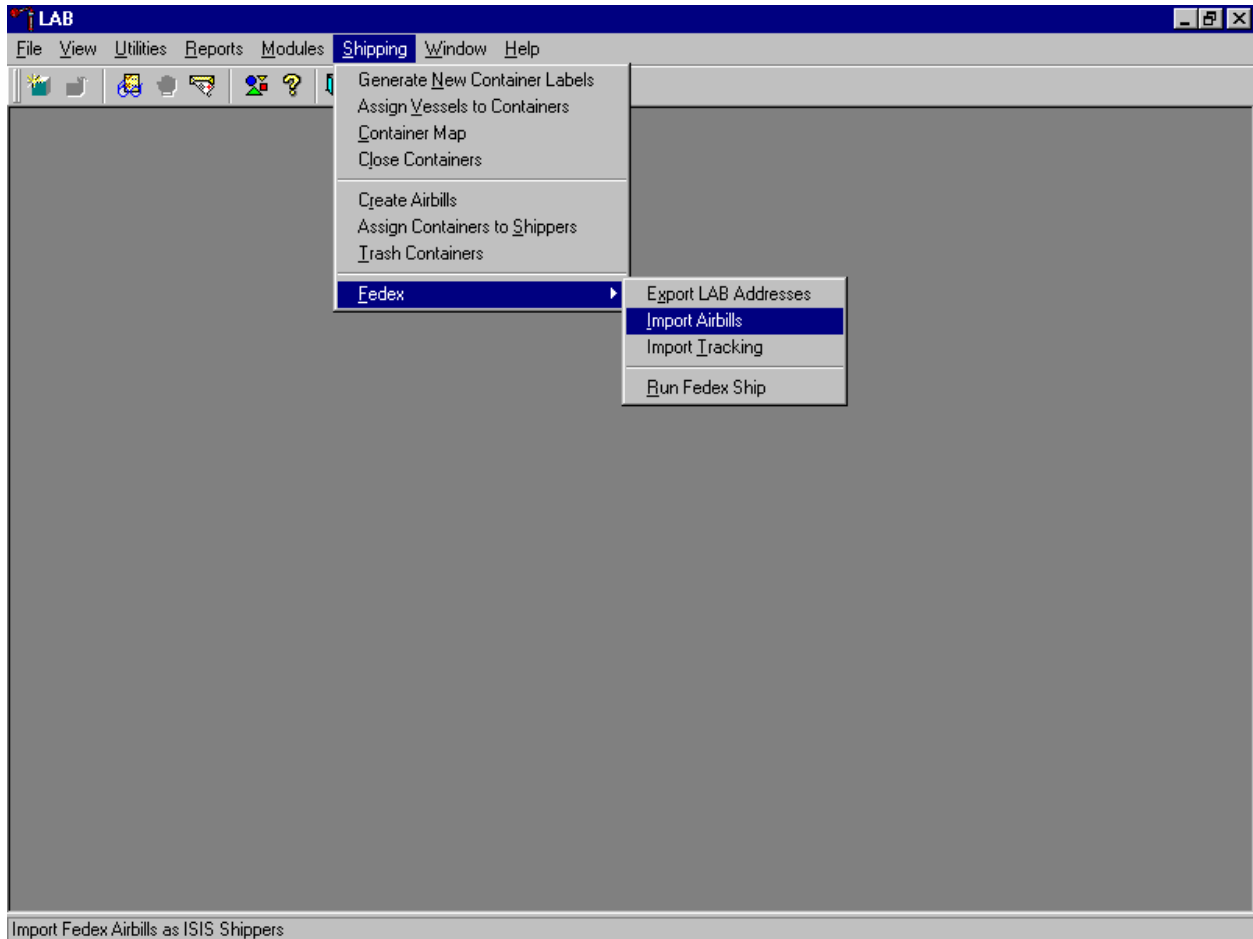 LAB
File View Utilities Reports Modules Shipping Window Help
Generate New Container Labels
Assign Vessels to Containers
Container Map
Close Containers
Create Airbills
Assign Containers to Shippers
Trash Containers
Fedex
Export LAB Addresses
Import Airbills
Import Tracking
Run Fedex Ship
Import Fedex Airbills as ISIS Shippers